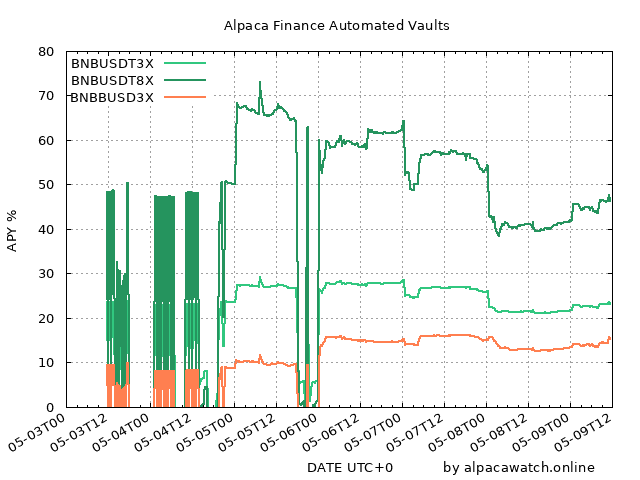 Alpaca Finance Automated Vaults
BNBUSDT3X
BNBUSDT8X
BNBBUSD3X
APY %
80
70
60
50
40
30
20
10
0
05-03T00
05-03T12
05-04T00
05-04T12
05-05T00
05-05T12
05-06T00
05-06T12
05-07T00
05-07T12
05-08T00
05-08T12
05-09T00
05-09T12
DATE UTC+0
by alpacawatch.online